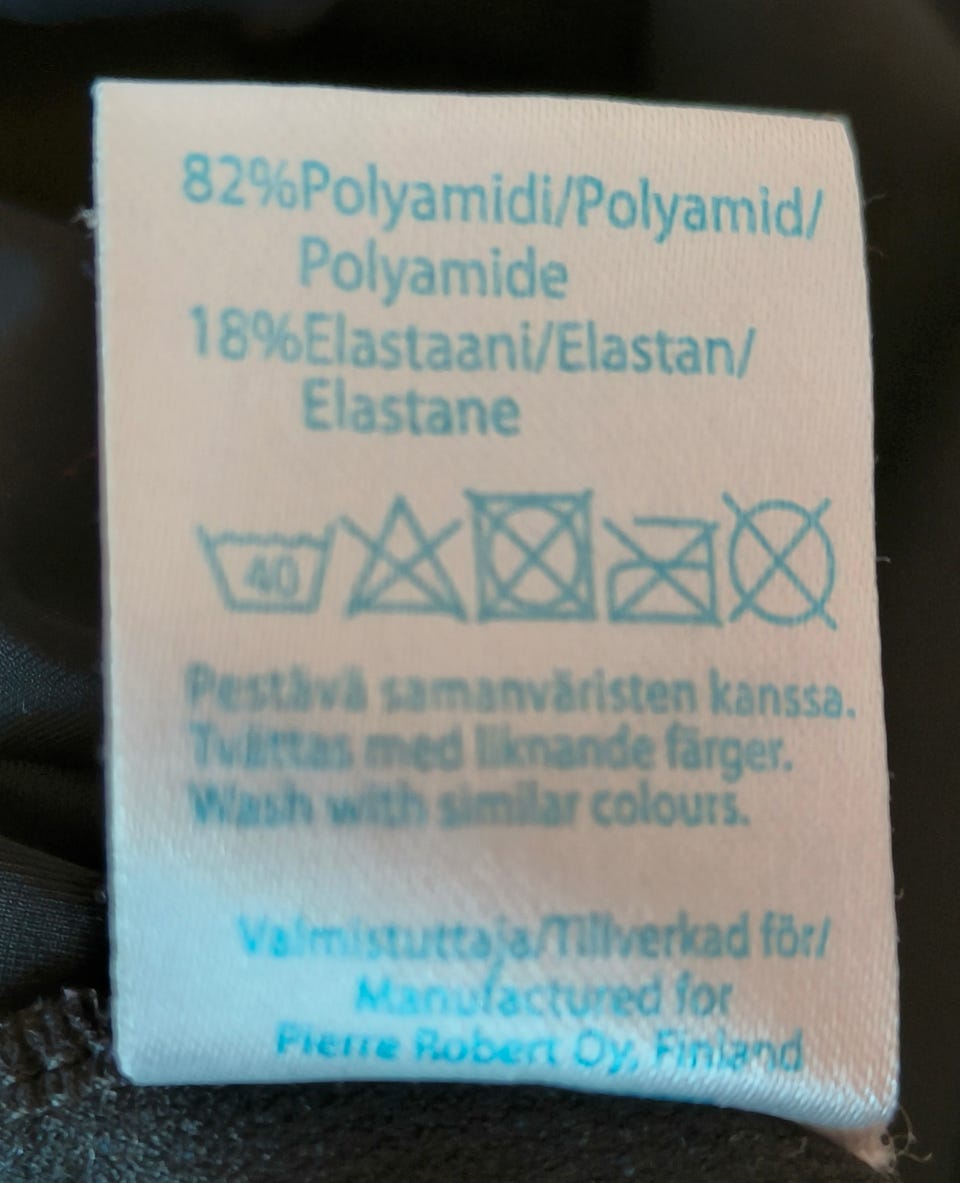 82%Polyamidi/Polyamid/
Polyamide
18%Elastaani/Elastan/
Elastane
40
Pestävä samanväristen kanssa.
Tvättas med liknande färger.
Wash with similar colours.
Valmistuttaja/Tillverkad för/
Manufactured for
Pierre Robert Oy, Finland